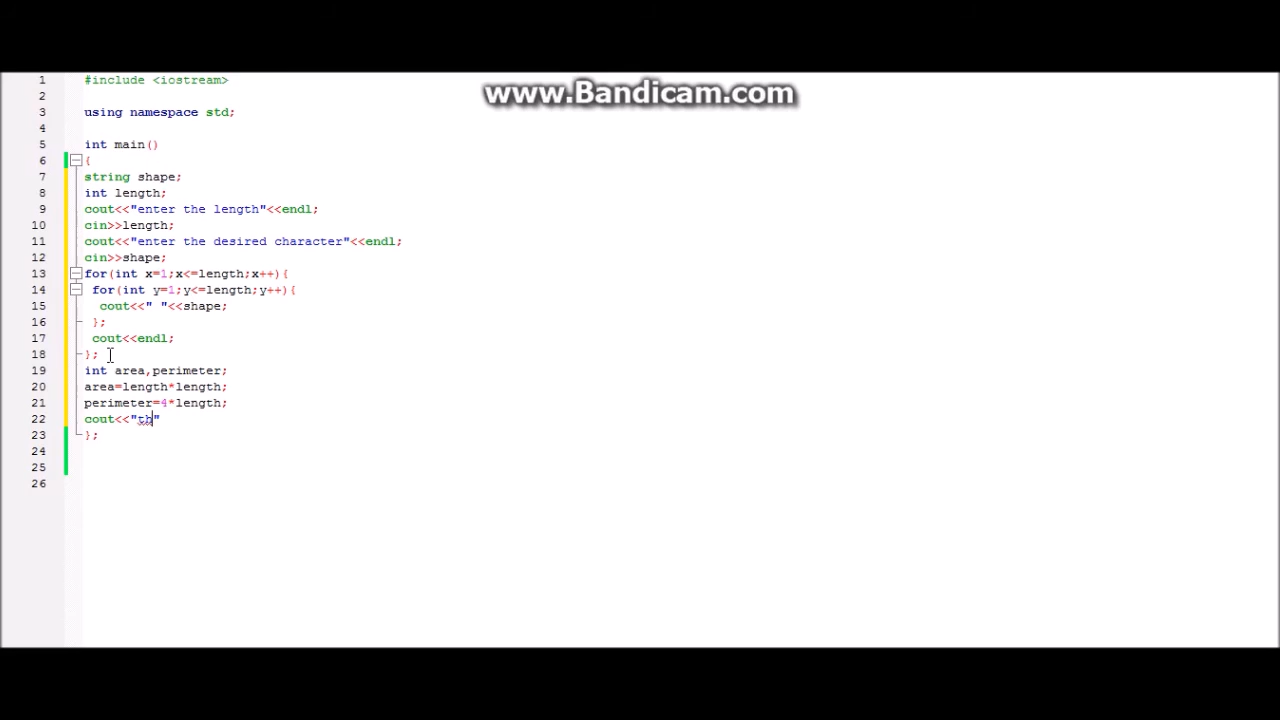 www.Bandicam.com
1 #include <iostream>
2
3 using namespace std;
4
5 int main()
6 {
7 string shape;
8 int length;
9 cout<<"enter the length"<<endl;
10 cin>>length;
11 cout<<"enter the desired character"<<endl;
12 cin>>shape;
13 for(int x=1;x<=length;x++){
14 for(int y=1;y<=length;y++){
15 cout<<" "<<shape;
16 };
17 cout<<endl;
18 };
19 int area,perimeter;
20 area=length*length;
21 perimeter=4*length;
22 cout<<"th"
23 };
24
25
26